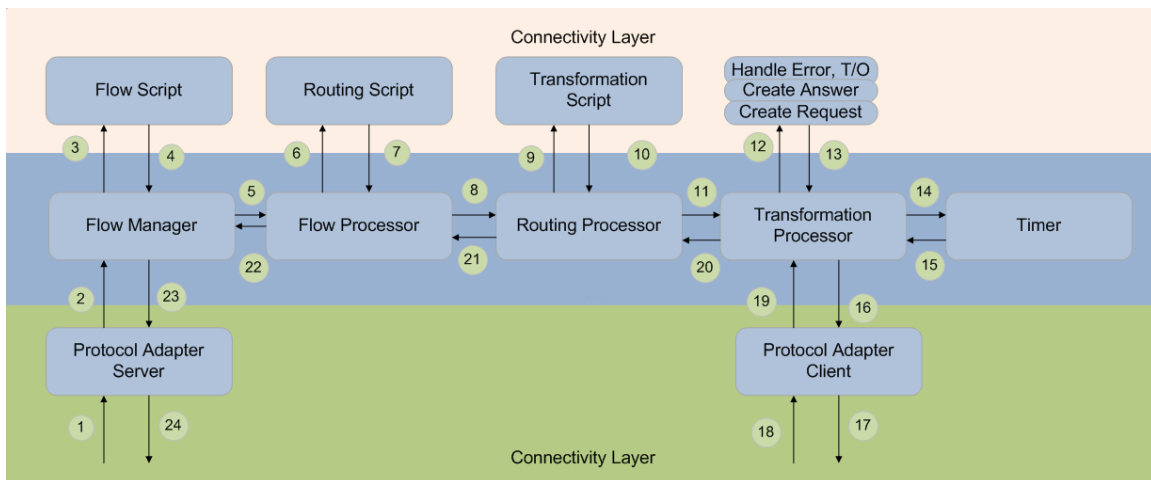 Connectivity Layer
Flow Script
Routing Script
Transformation
Script
Handle Error, T/O
Create Answer
Create Request
3
4
6
7
9
10
12
13
Flow Manager
5
22
Flow Processor
8
21
Routing Processor
11
20
Transformation
Processor
14
15
Timer
2
23
19
16
Protocol Adapter
Server
Protocol Adapter
Client
1
24
18
17
Connectivity Layer